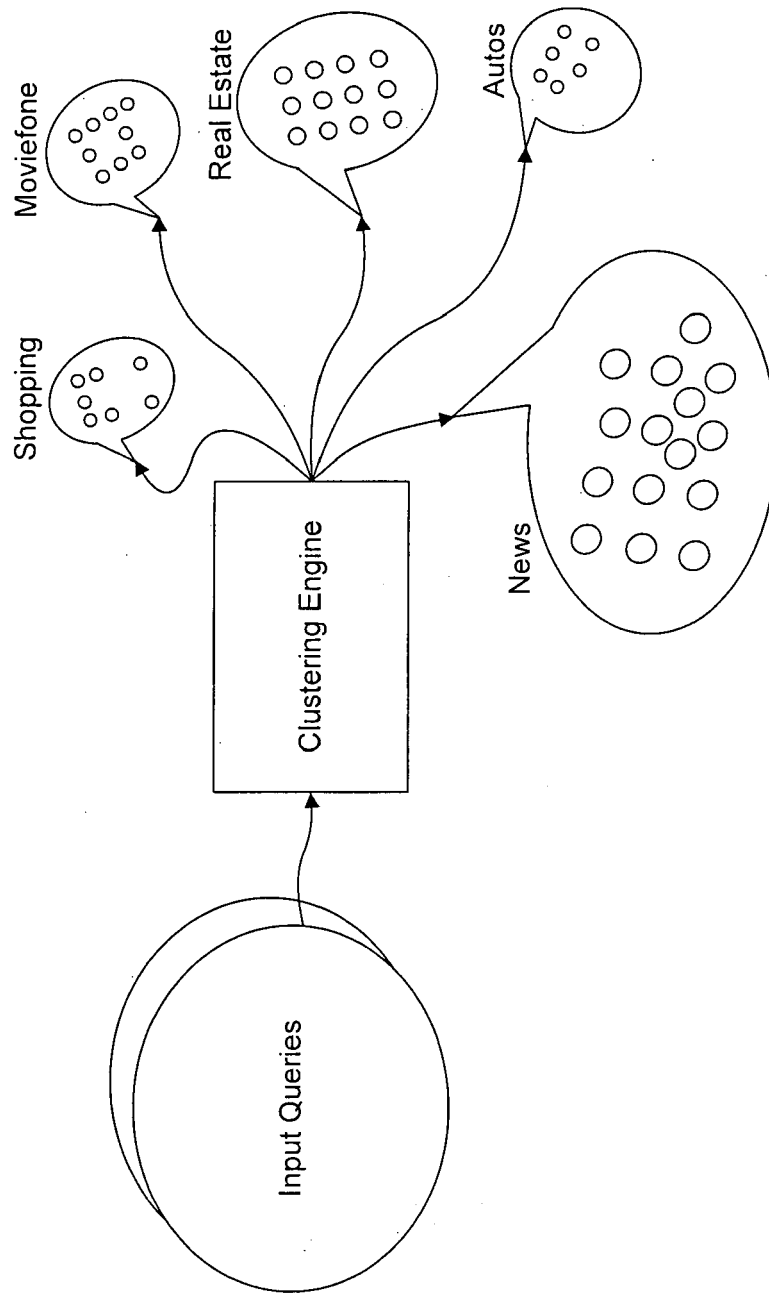 Input Queries
Clustering Engine
Shopping
Moviefone
Real Estate
Autos
News